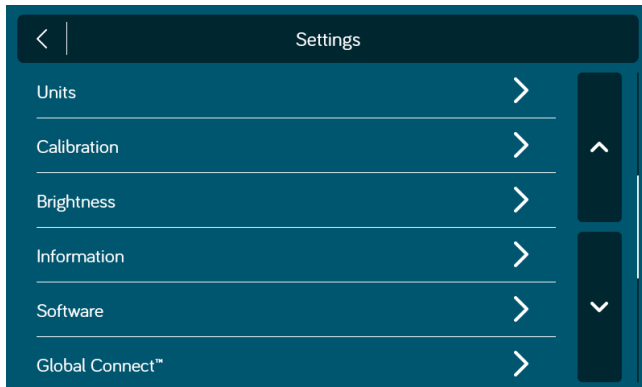 Settings
Units
Calibration
Brightness
Information
Software
Global Connect™